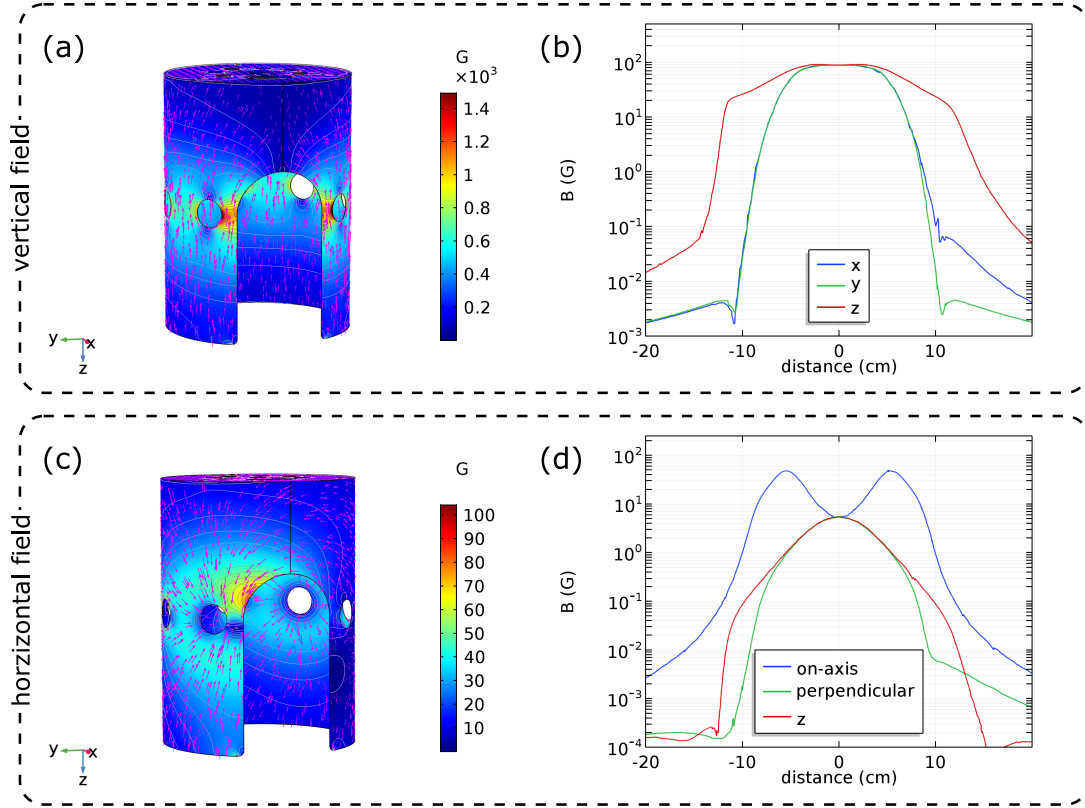 vertical field
(a)
G
×10³
1.4
1.2
1
0.8
0.6
0.4
0.2
y
x
z
(b)
B (G)
10²
10¹
10⁰
10⁻¹
10⁻²
10⁻³
-20
-10
0
10
distance (cm)
x
y
z
horzizontal field
(c)
G
100
90
80
70
60
50
40
30
20
10
y
x
z
(d)
B (G)
10²
10¹
10⁰
10⁻¹
10⁻²
10⁻³
10⁻⁴
-20
-10
0
10
distance (cm)
on-axis
perpendicular
z